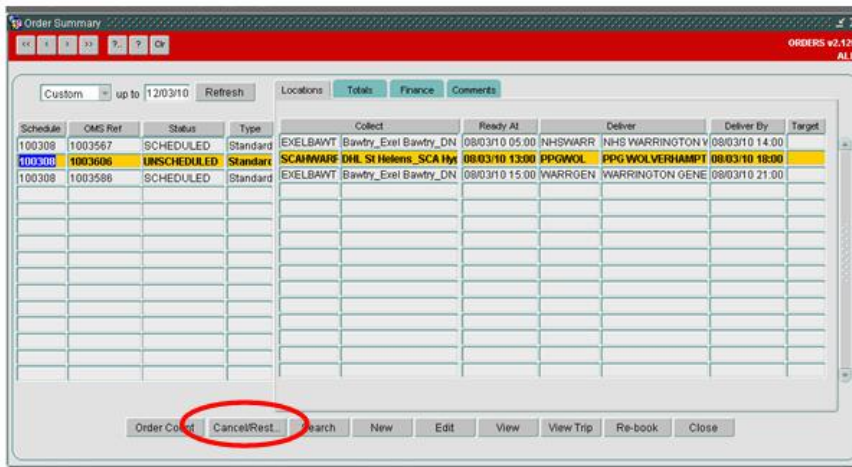 Order Summary
<< < > >> ?.. ? Clr ORDERS v2.12
Custom up to 12/03/10 Refresh Locations Totals Finance Comments
Collect Ready At Deliver Deliver By Target
Schedule OMS Ref Status Type
100308 1003567 SCHEDULED Standard EXELBAWT Bawtry_Exel Bawtry_DN 08/03/10 05:00 NHSWARR NHS WARRINGTON V 08/03/10 14:00
100308 1003606 UNSCHEDULED Standard SCAHWARF DHL St Helens_SCA Hyg 08/03/10 13:00 PPGWOL PPG WOLVERHAMPT 08/03/10 18:00
100308 1003586 SCHEDULED Standard EXELBAWT Bawtry_Exel Bawtry_DN 08/03/10 15:00 WARRGEN WARRINGTON GENE 08/03/10 21:00
Order Count Cancel/Rest... Search New Edit View View Trip Re-book Close